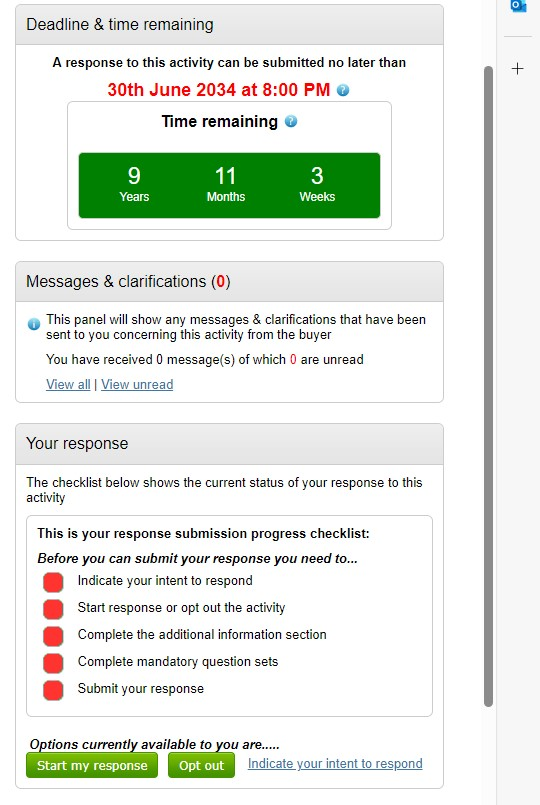 Deadline & time remaining
A response to this activity can be submitted no later than
30th June 2034 at 8:00 PM ?
Time remaining ?
9 11 3
Years Months Weeks
Messages & clarifications (0)
i This panel will show any messages & clarifications that have been
sent to you concerning this activity from the buyer
You have received 0 message(s) of which 0 are unread
View all | View unread
Your response
The checklist below shows the current status of your response to this
activity
This is your response submission progress checklist:
Before you can submit your response you need to...
Indicate your intent to respond
Start response or opt out the activity
Complete the additional information section
Complete mandatory question sets
Submit your response
Options currently available to you are.....
Start my response Opt out Indicate your intent to respond